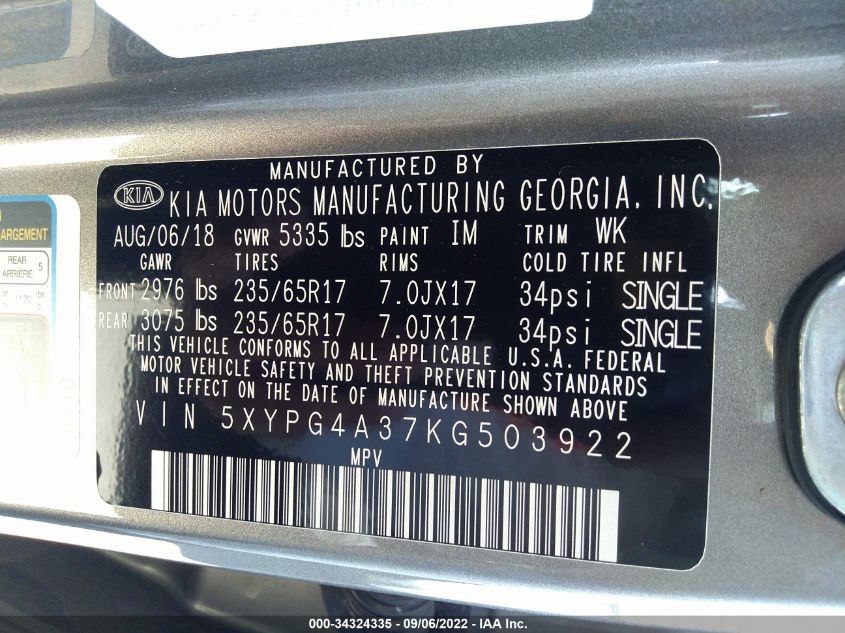 MANUFACTURED BY
KIA KIA MOTORS MANUFACTURING GEORGIA, INC.
AUG/06/18 GVWR 5335 lbs PAINT IM TRIM WK
GAWR TIRES RIMS COLD TIRE INFL
FRONT 2976 lbs 235/65R17 7.0JX17 34psi SINGLE
REAR 3075 lbs 235/65R17 7.0JX17 34psi SINGLE
THIS VEHICLE CONFORMS TO ALL APPLICABLE U.S.A. FEDERAL
MOTOR VEHICLE SAFETY AND THEFT PREVENTION STANDARDS
IN EFFECT ON THE DATE OF MANUFACTURE SHOWN ABOVE
VIN 5XYPG4A37KG503922
MPV
ARGEMENT
REAR
ARRIÈRE 5
000-34324335 - 09/06/2022 - IAA Inc.